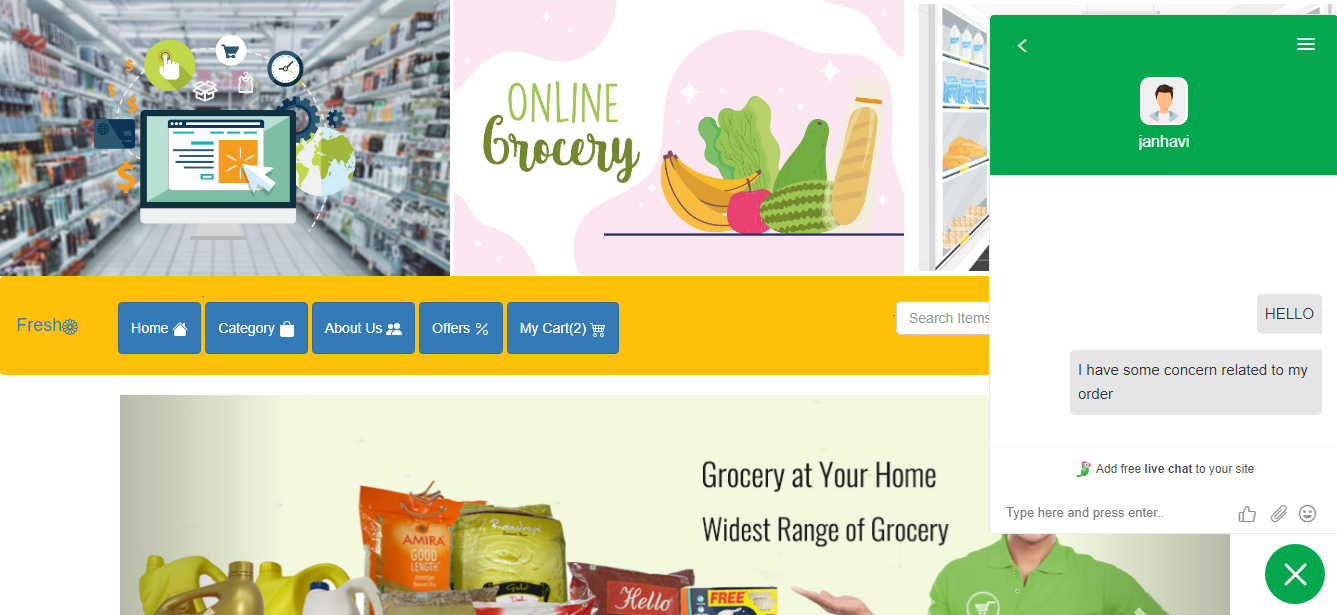 ONLINE
Grocery
janhavi
HELLO
I have some concern related to my
order
Add free live chat to your site
Type here and press enter..
Fresh
Home
Category
About Us
Offers
My Cart(2)
Search Items
Grocery at Your Home
Widest Range of Grocery
AMIRA
GOOD
LENGTH
Gold
Hello
FREE